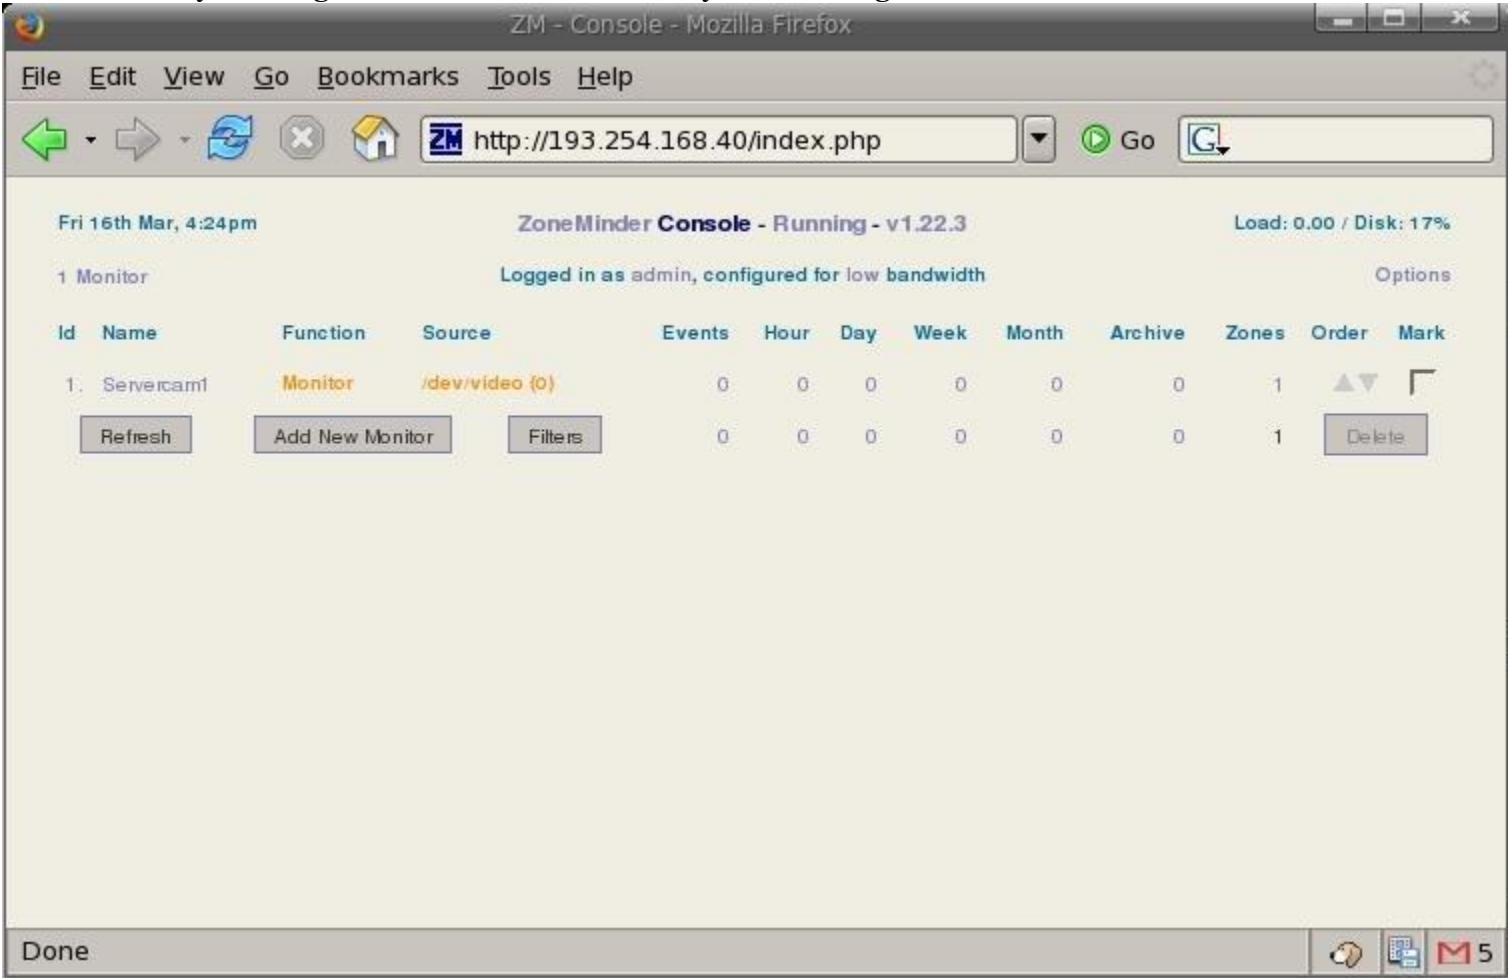 ZM - Console - Mozilla Firefox
File Edit View Go Bookmarks Tools Help
ZM http://193.254.168.40/index.php Go G
Fri 16th Mar, 4:24pm ZoneMinder Console - Running - v1.22.3 Load: 0.00 / Disk: 17%
1 Monitor Logged in as admin, configured for low bandwidth Options
Id Name Function Source Events Hour Day Week Month Archive Zones Order Mark
1. Servercam1 Monitor /dev/video (0) 0 0 0 0 0 0 1
Refresh Add New Monitor Filters 0 0 0 0 0 0 1 Delete
Done 5